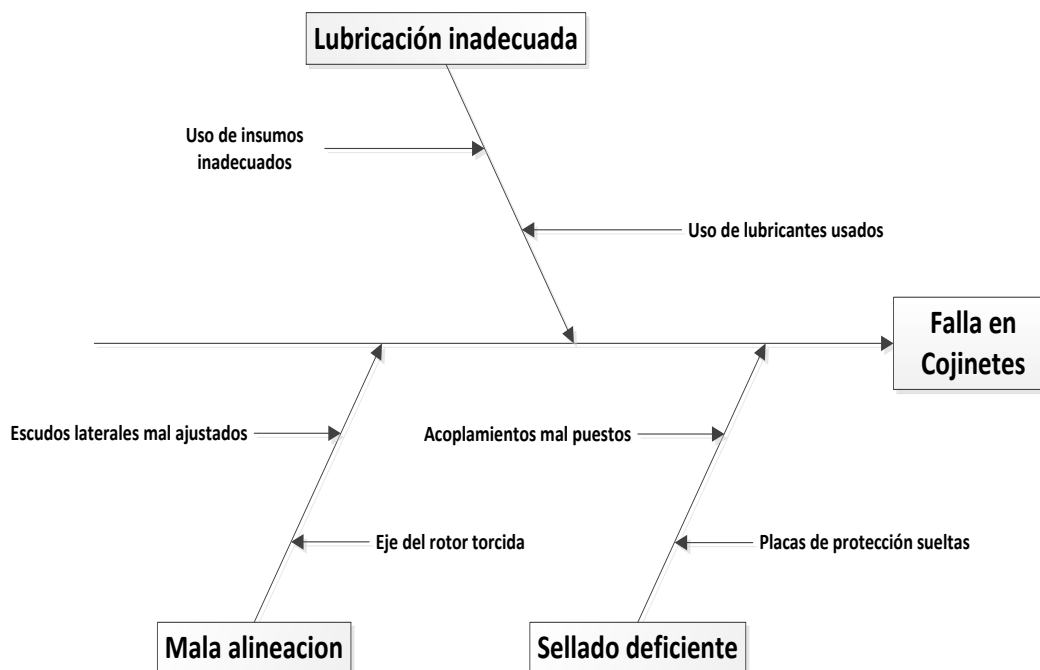 Lubricación inadecuada
Uso de insumos
inadecuados
Uso de lubricantes usados
Falla en
Cojinetes
Escudos laterales mal ajustados
Acoplamientos mal puestos
Eje del rotor torcida
Placas de protección sueltas
Mala alineacion
Sellado deficiente